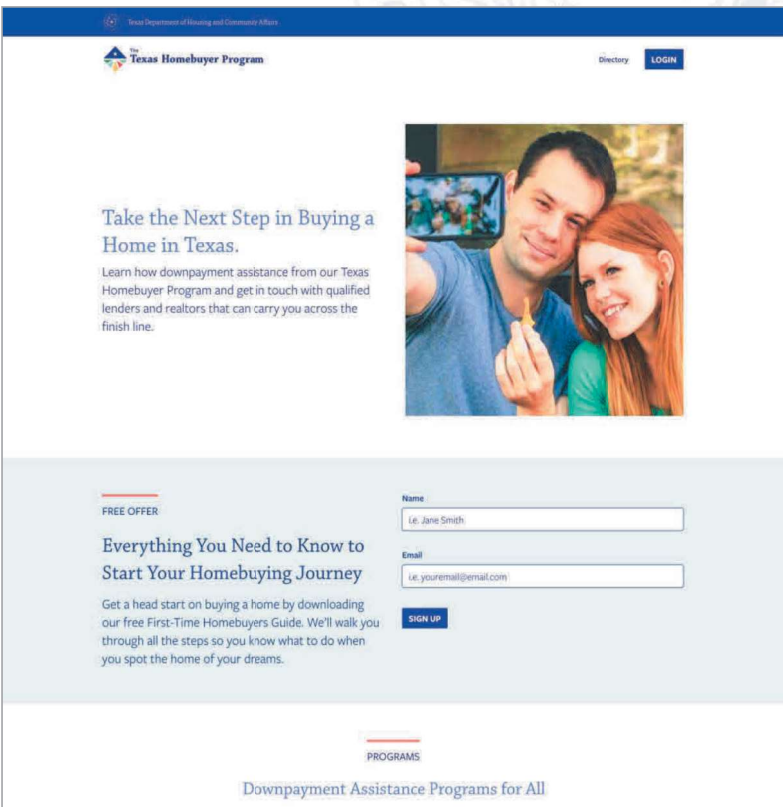 Texas Department of Housing and Community Affairs
The
Texas Homebuyer Program
Directory
LOGIN
Take the Next Step in Buying a
Home in Texas.
Learn how downpayment assistance from our Texas
Homebuyer Program and get in touch with qualified
lenders and realtors that can carry you across the
finish line.
FREE OFFER
Everything You Need to Know to
Start Your Homebuying Journey
Get a head start on buying a home by downloading
our free First-Time Homebuyers Guide. We'll walk you
through all the steps so you know what to do when
you spot the home of your dreams.
Name
i.e. Jane Smith
Email
i.e. youremail@email.com
SIGN UP
PROGRAMS
Downpayment Assistance Programs for All